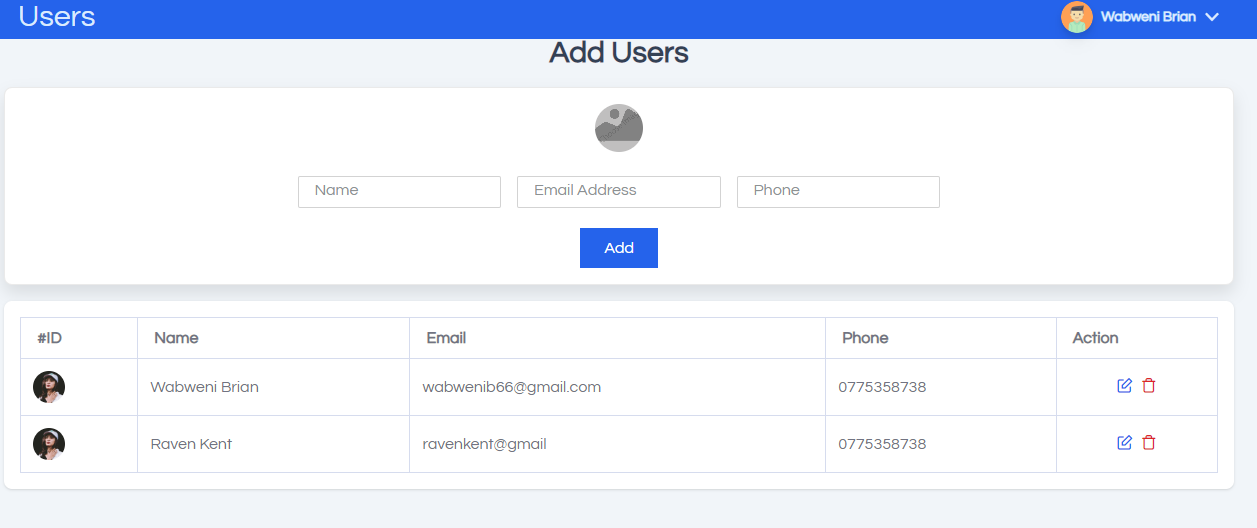 Users
Wabweni Brian
Add Users
Name Email Address Phone
Add
#ID Name Email Phone Action
Wabweni Brian wabwenib66@gmail.com 0775358738
Raven Kent ravenkent@gmail 0775358738